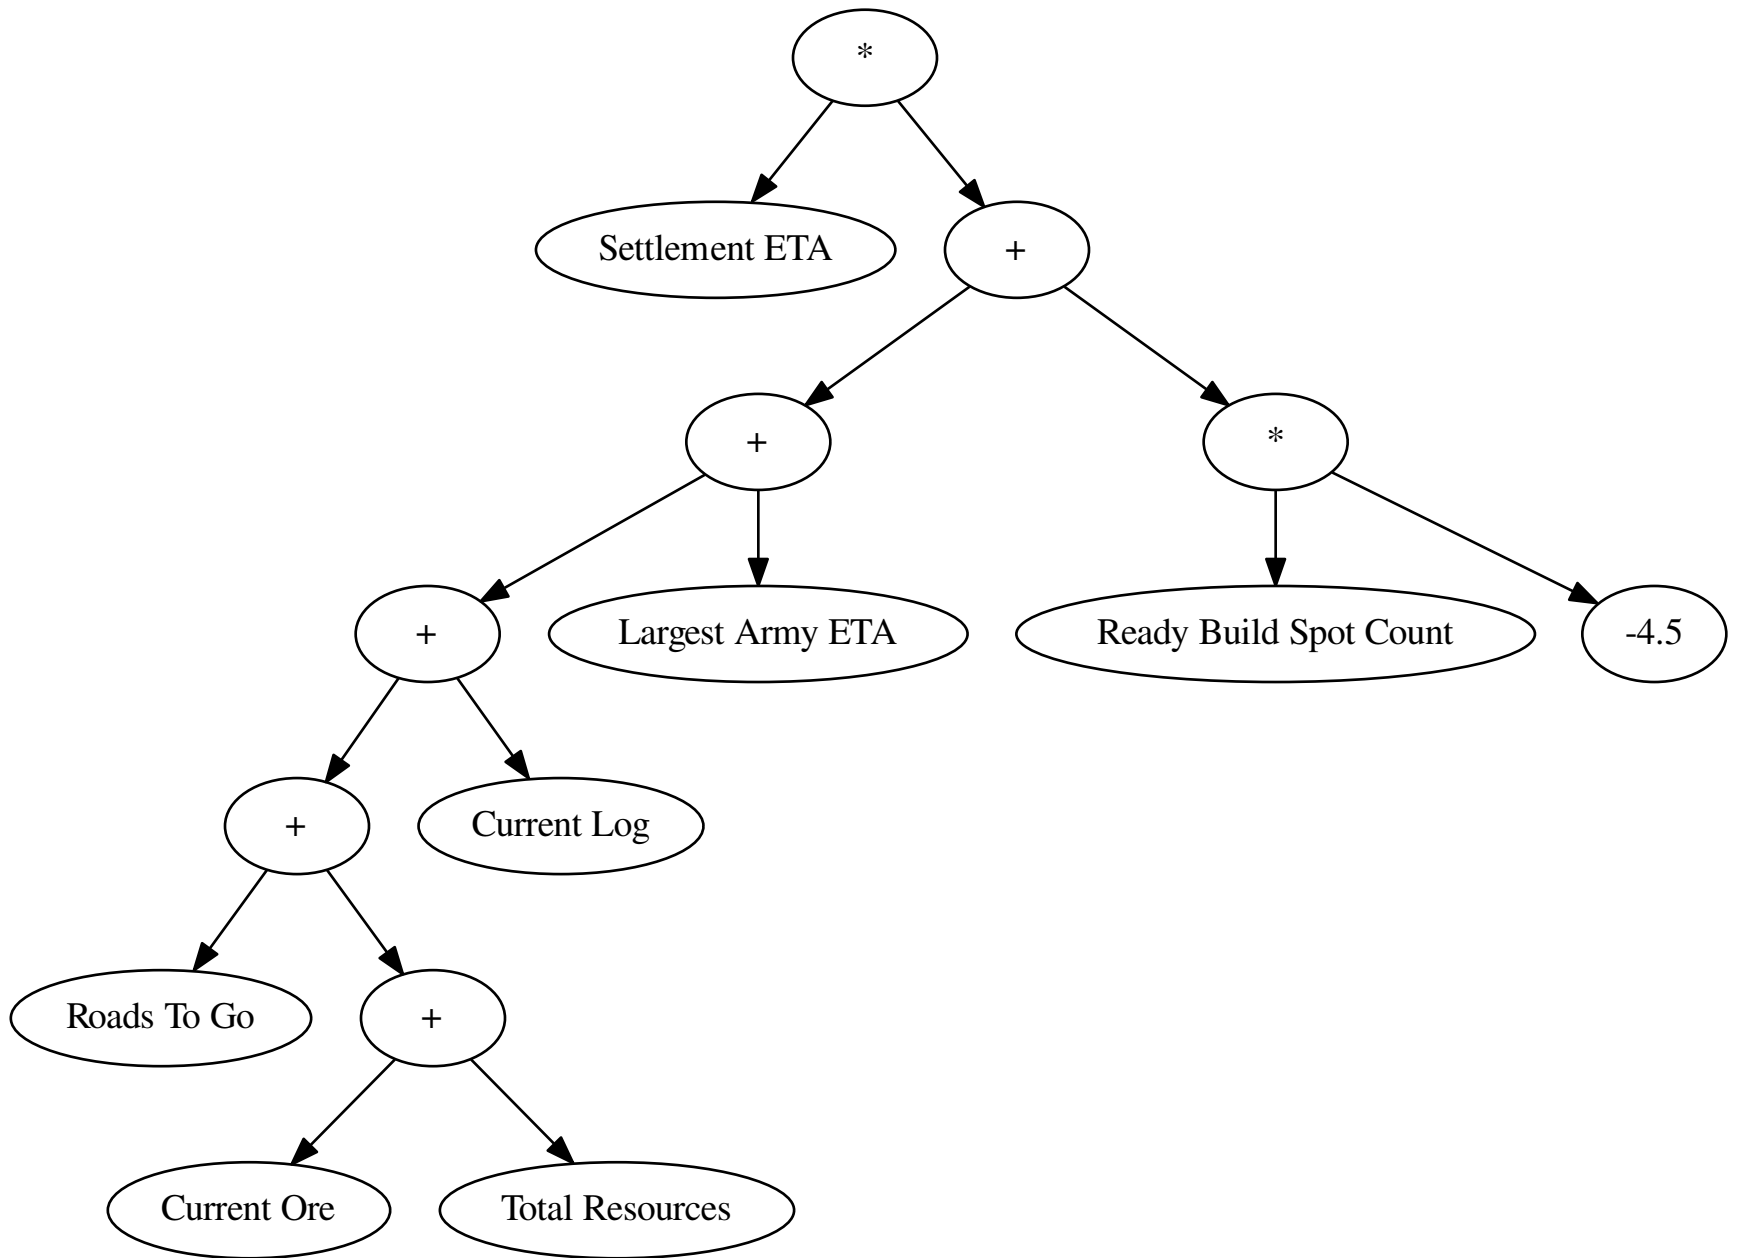 *
Settlement ETA
+
+
*
+
Largest Army ETA
Ready Build Spot Count
-4.5
+
Current Log
Roads To Go
+
Current Ore
Total Resources